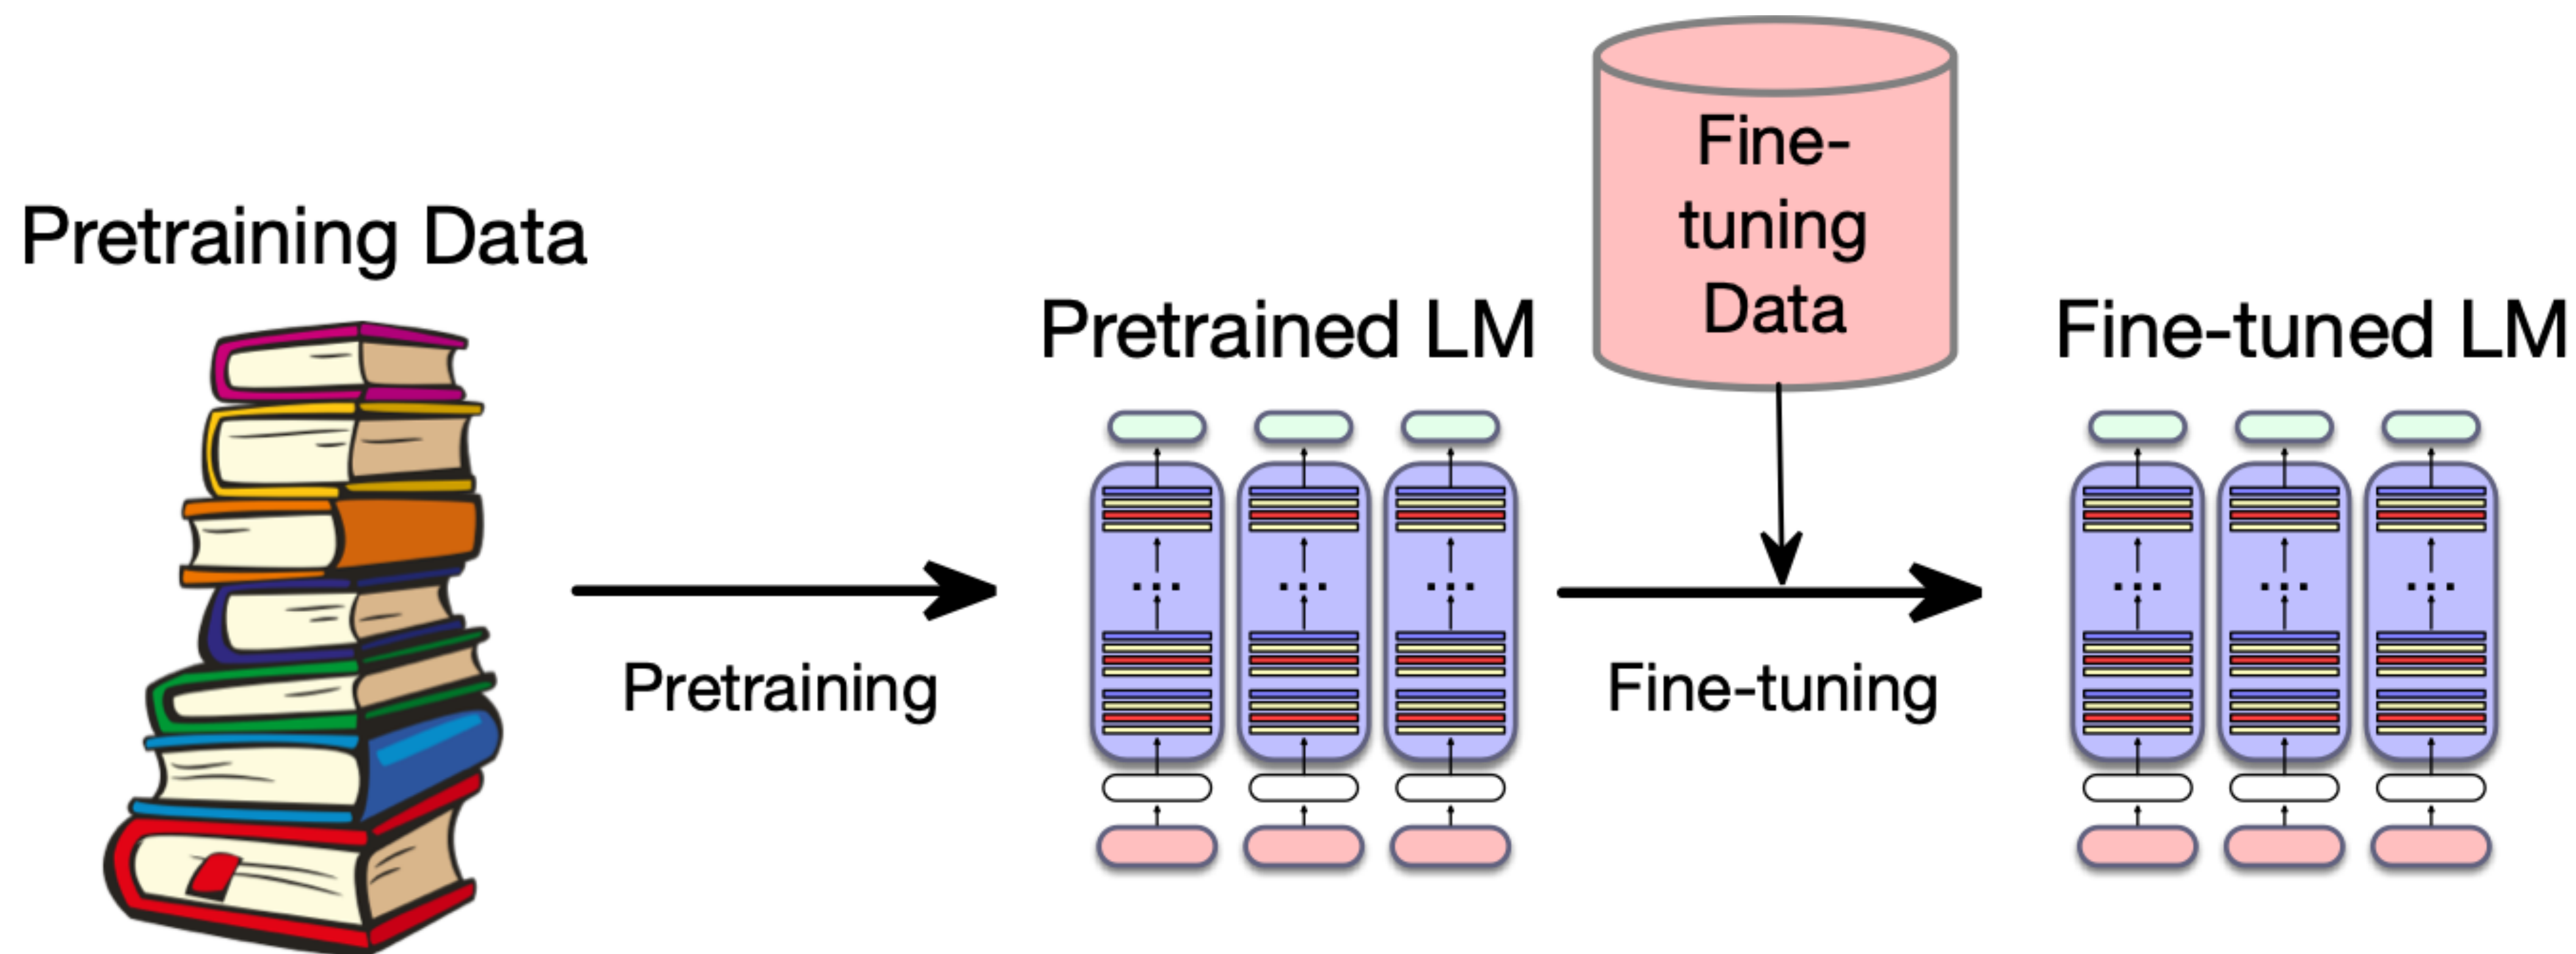 Pretraining Data
Pretraining
Pretrained LM
Fine-
tuning
Data
Fine-tuning
Fine-tuned LM